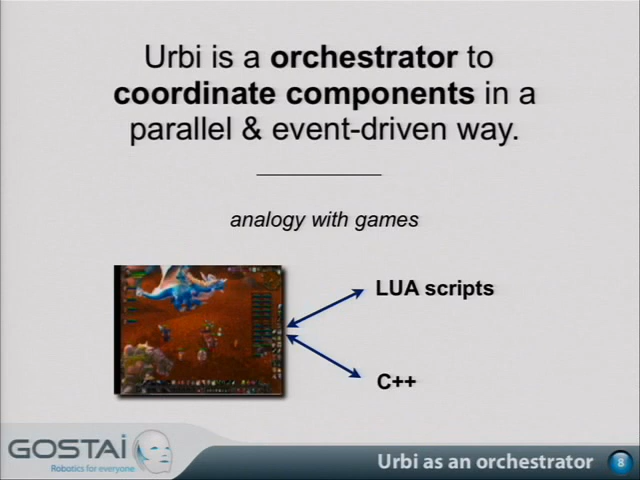 Urbi is a orchestrator to
coordinate components in a
parallel & event-driven way.
analogy with games
LUA scripts
C++
GOSTAI
Robotics for everyone
Urbi as an orchestrator
8